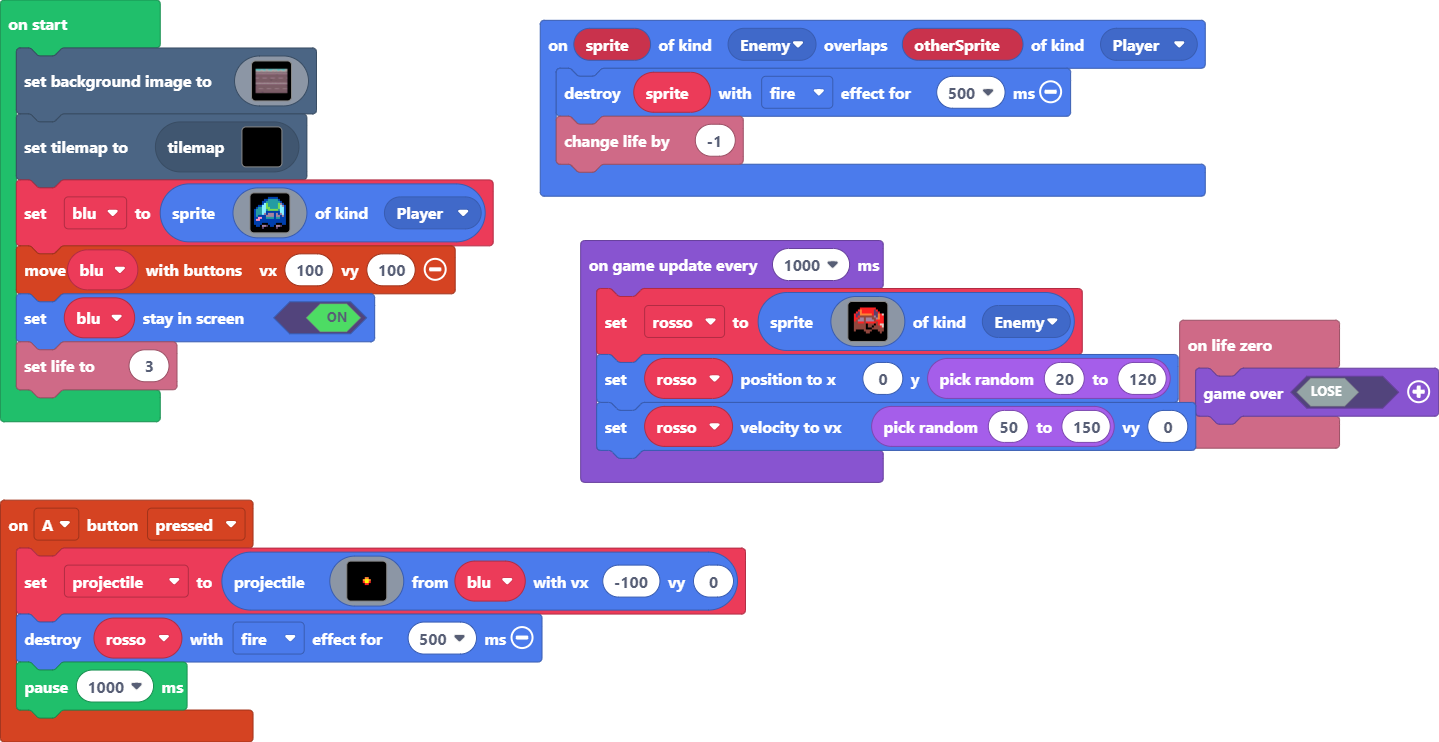 on start
set background image to
set tilemap to tilemap
set blu to sprite of kind Player
move blu with buttons vx 100 vy 100
set blu stay in screen ON
set life to 3
on sprite of kind Enemy overlaps otherSprite of kind Player
destroy sprite with fire effect for 500 ms
change life by -1
on game update every 1000 ms
set rosso to sprite of kind Enemy
set rosso position to x 0 y pick random 20 to 120
set rosso velocity to vx pick random 50 to 150 vy 0
on life zero
game over LOSE
on A button pressed
set projectile to projectile from blu with vx -100 vy 0
destroy rosso with fire effect for 500 ms
pause 1000 ms